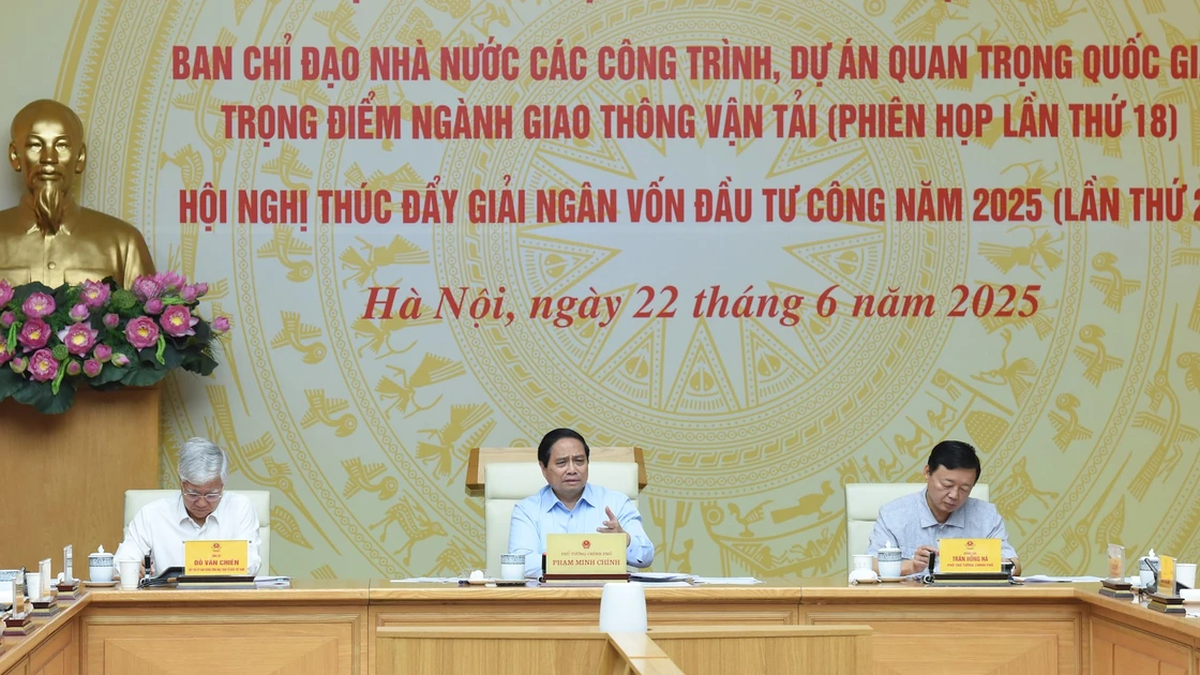 BAN CHỈ ĐẠO NHÀ NƯỚC CÁC CÔNG TRÌNH, DỰ ÁN QUAN TRỌNG QUỐC GI
TRỌNG ĐIỂM NGÀNH GIAO THÔNG VẬN TẢI (PHIÊN HỌP LẦN THỨ 18)
HỘI NGHỊ THÚC ĐẨY GIẢI NGÂN VỐN ĐẦU TƯ CÔNG NĂM 2025 (LẦN THỨ
Hà Nội, ngày 22 tháng 6 năm 2025
ĐỖ VĂN CHIẾN
THỦ TƯỚNG CHÍNH PHỦ
PHẠM MINH CHÍNH
TRẦN HỒNG HÀ
PHÓ THỦ TƯỚNG CHÍNH PHỦ